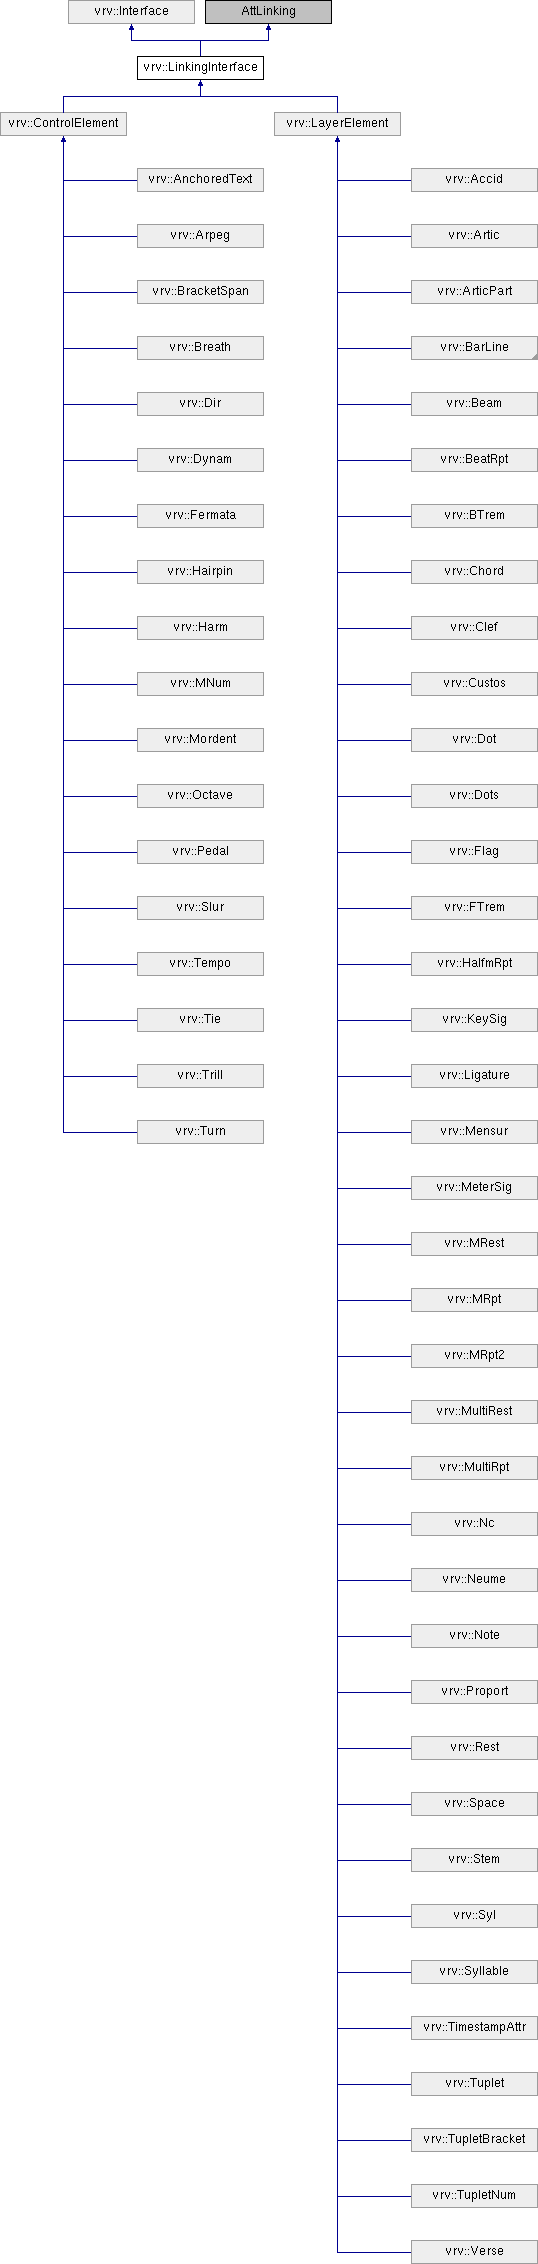 vrv::Interface
AttLinking
vrv::LinkingInterface
vrv::ControlElement
vrv::LayerElement
vrv::AnchoredText
vrv::Accid
vrv::Arpeg
vrv::Artic
vrv::BracketSpan
vrv::ArticPart
vrv::Breath
vrv::BarLine
vrv::Dir
vrv::Beam
vrv::Dynam
vrv::BeatRpt
vrv::Fermata
vrv::BTrem
vrv::Hairpin
vrv::Chord
vrv::Harm
vrv::Clef
vrv::MNum
vrv::Custos
vrv::Mordent
vrv::Dot
vrv::Octave
vrv::Dots
vrv::Pedal
vrv::Flag
vrv::Slur
vrv::FTrem
vrv::Tempo
vrv::HalfmRpt
vrv::Tie
vrv::KeySig
vrv::Trill
vrv::Ligature
vrv::Turn
vrv::Mensur
vrv::MeterSig
vrv::MRest
vrv::MRpt
vrv::MRpt2
vrv::MultiRest
vrv::MultiRpt
vrv::Nc
vrv::Neume
vrv::Note
vrv::Proport
vrv::Rest
vrv::Space
vrv::Stem
vrv::Syl
vrv::Syllable
vrv::TimestampAttr
vrv::Tuplet
vrv::TupletBracket
vrv::TupletNum
vrv::Verse